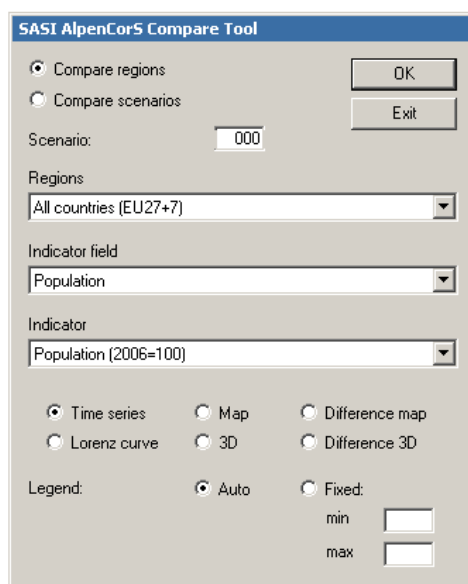 SASI AlpenCorS Compare Tool
Compare regions
OK
Compare scenarios
Exit
Scenario: 000
Regions
All countries (EU27+7)
Indicator field
Population
Indicator
Population (2006=100)
Time series Map Difference map
Lorenz curve 3D Difference 3D
Legend: Auto Fixed:
min
max